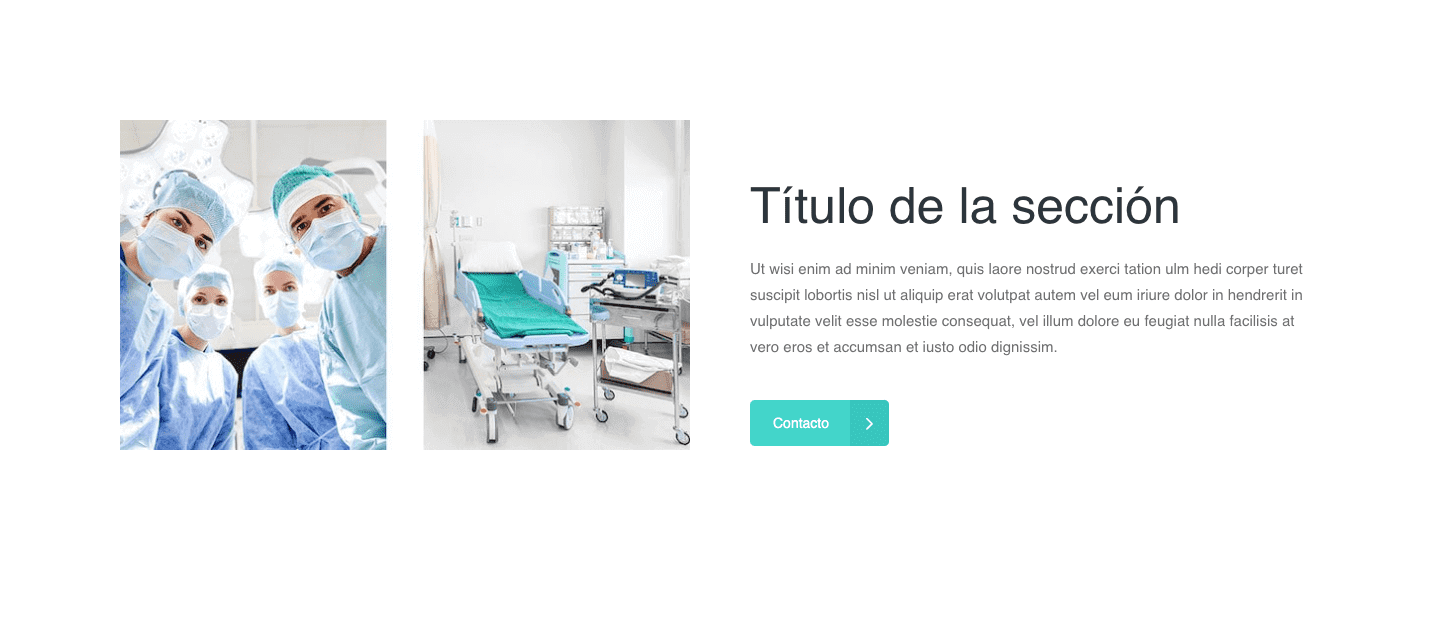 Título de la sección
Ut wisi enim ad minim veniam, quis laore nostrud exerci tation ulm hedi corper turet
suscipit lobortis nisl ut aliquip erat volutpat autem vel eum iriure dolor in hendrerit in
vulputate velit esse molestie consequat, vel illum dolore eu feugiat nulla facilisis at
vero eros et accumsan et iusto odio dignissim.
Contacto